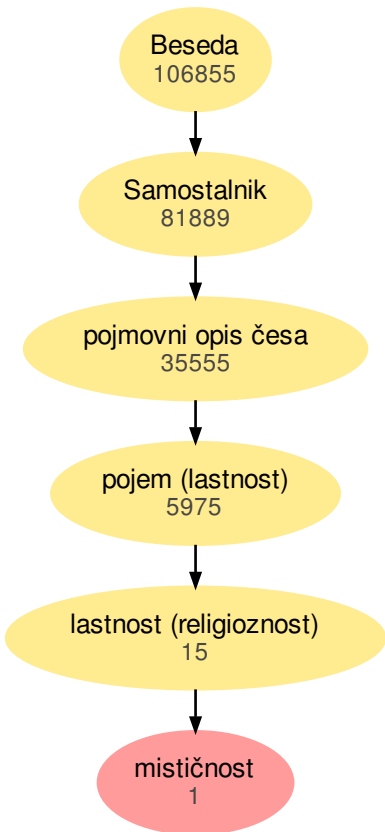 Beseda
106855
Samostalnik
81889
pojmovni opis česa
35555
pojem (lastnost)
5975
lastnost (religioznost)
15
mističnost
1